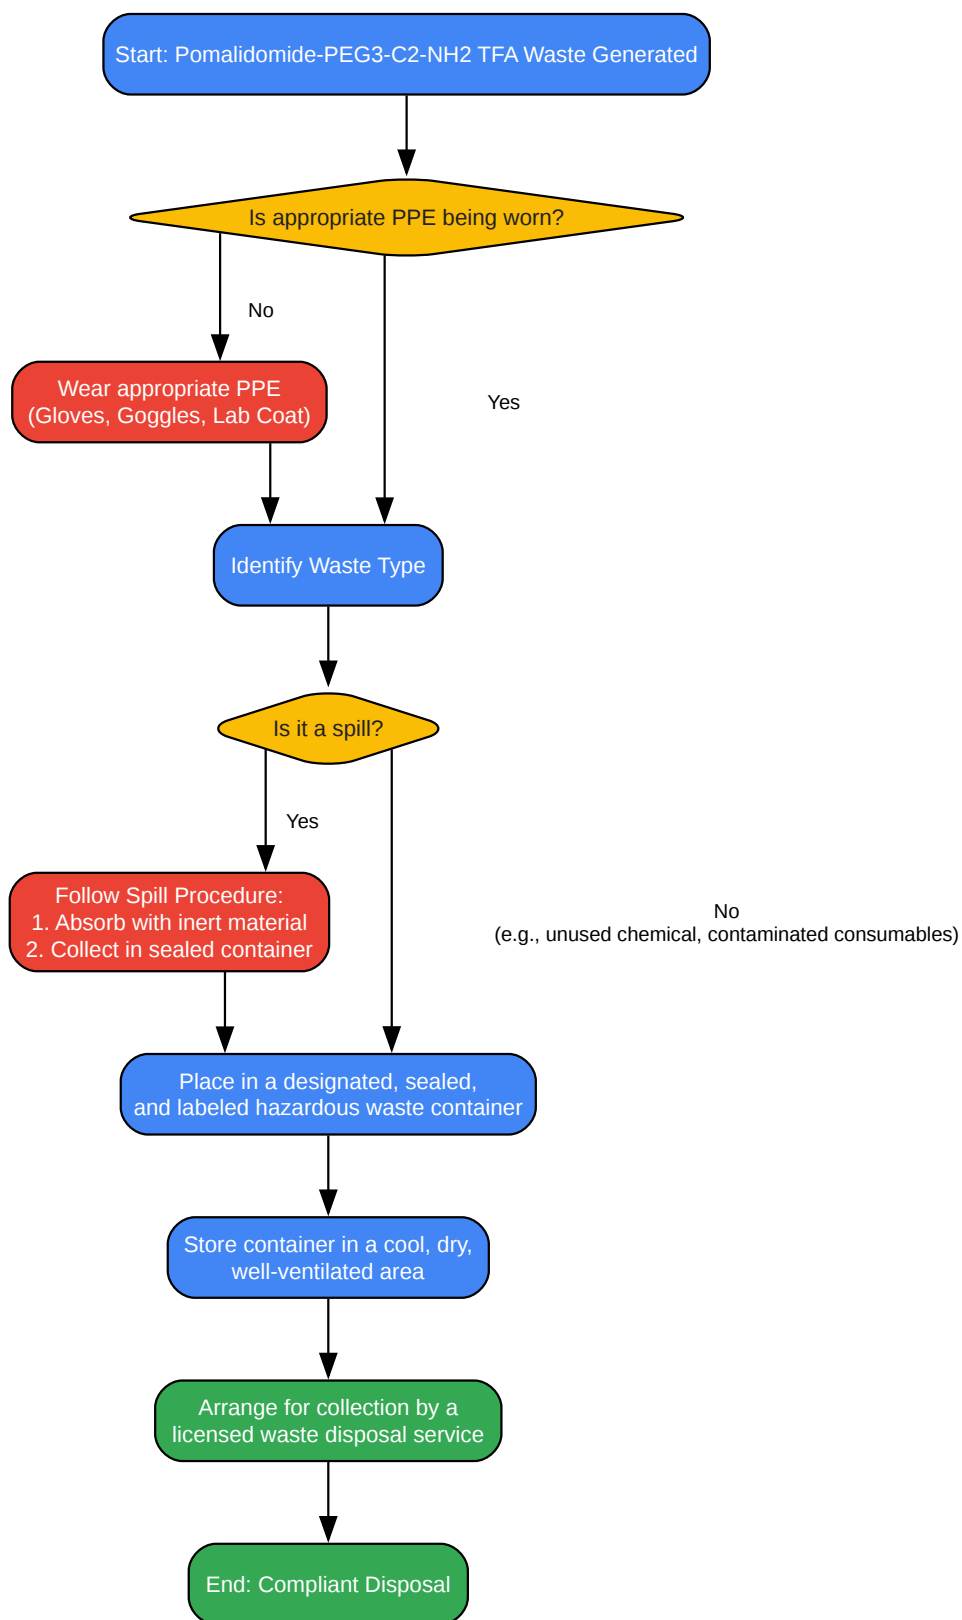 Start: Pomalidomide-PEG3-C2-NH2 TFA Waste Generated
Is appropriate PPE being worn?
No
Wear appropriate PPE
(Gloves, Goggles, Lab Coat)
Yes
Identify Waste Type
Is it a spill?
Yes
Follow Spill Procedure:
1. Absorb with inert material
2. Collect in sealed container
No
(e.g., unused chemical, contaminated consumables)
Place in a designated, sealed,
and labeled hazardous waste container
Store container in a cool, dry,
well-ventilated area
Arrange for collection by a
licensed waste disposal service
End: Compliant Disposal